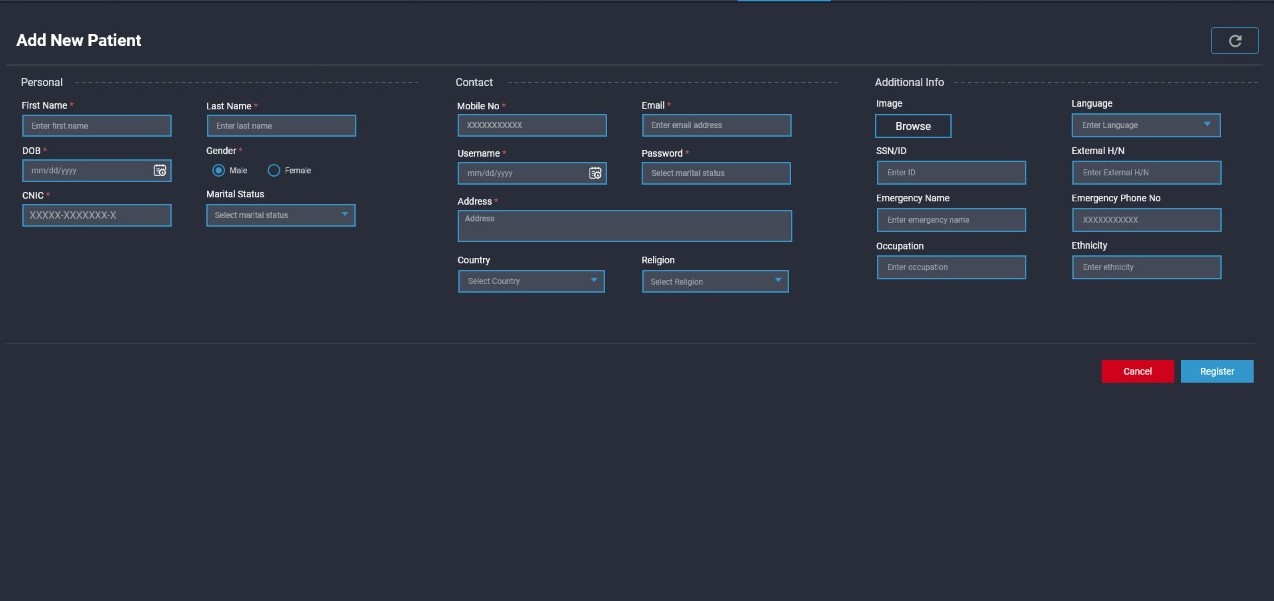 Add New Patient
Personal
First Name *
Last Name *
Enter first name
Enter last name
DOB *
Gender *
mm/dd/yyyy
Male
Female
CNIC *
Marital Status
XXXXX-XXXXXXX-X
Select marital status
Contact
Mobile No *
Email *
XXXXXXXXXXX
Enter email address
Username *
Password *
mm/dd/yyyy
Select marital status
Address *
Address
Country
Religion
Select Country
Select Religion
Additional Info
Image
Language
Browse
Enter Language
SSN/ID
External H/N
Enter ID
Enter External H/N
Emergency Name
Emergency Phone No
Enter emergency name
XXXXXXXXXXX
Occupation
Ethnicity
Enter occupation
Enter ethnicity
Cancel
Register